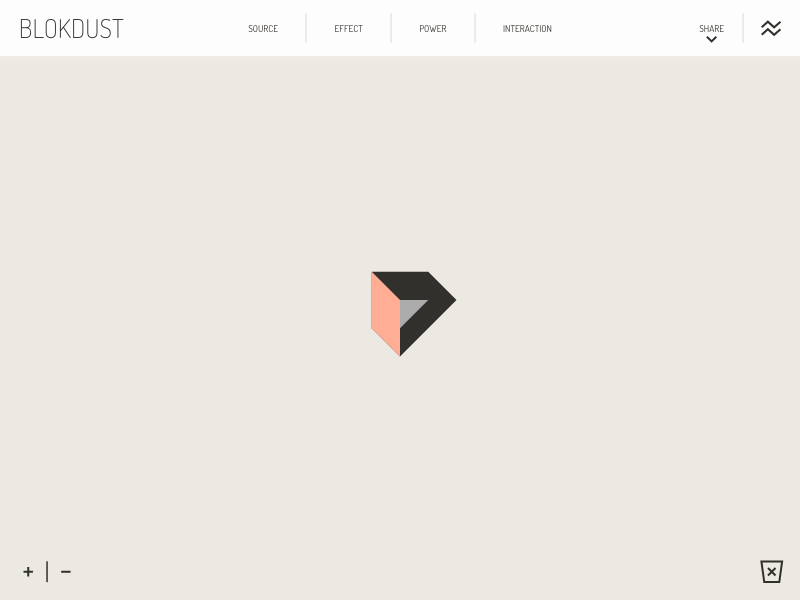 BLOKDUST
SOURCE
EFFECT
POWER
INTERACTION
SHARE